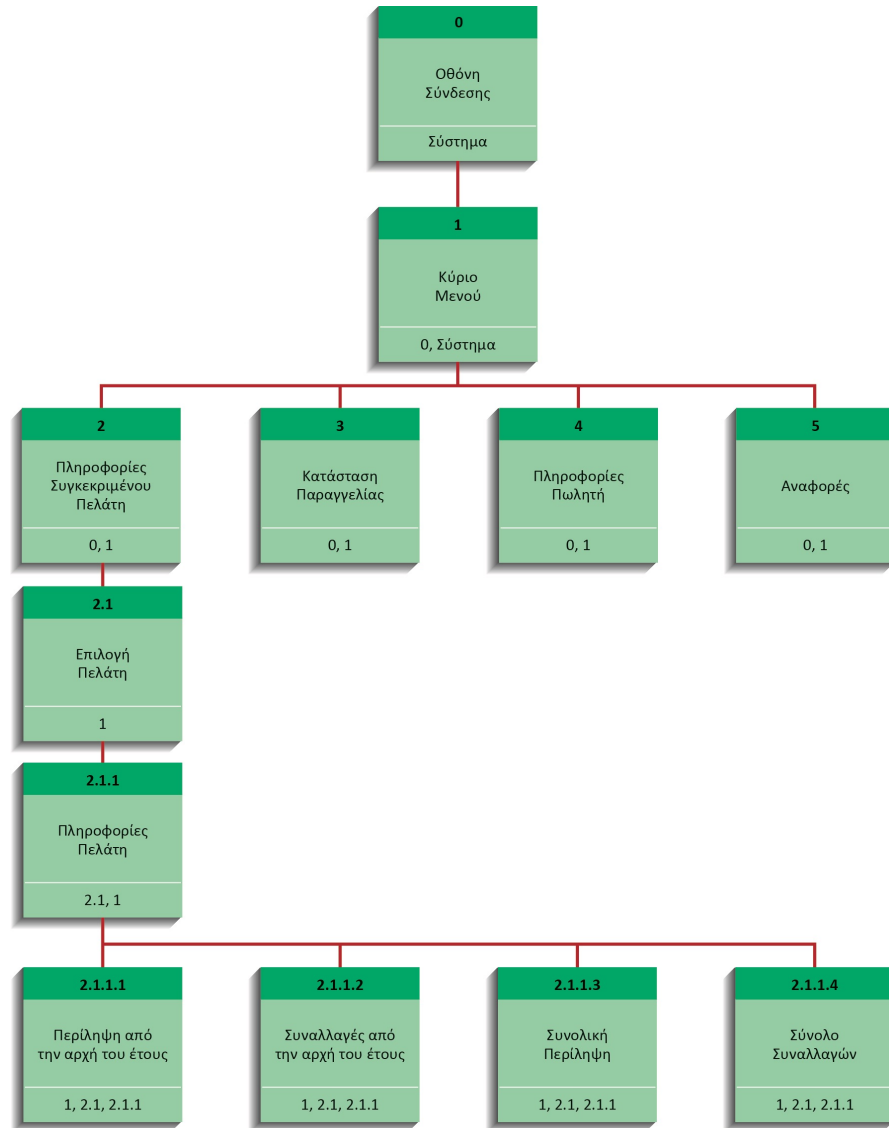 0
Οθόνη
Σύνδεσης
Σύστημα
1
Κύριο
Μενού
0, Σύστημα
2
Πληροφορίες
Συγκεκριμένου
Πελάτη
0, 1
3
Κατάσταση
Παραγγελίας
0, 1
4
Πληροφορίες
Πωλητή
0, 1
5
Αναφορές
0, 1
2.1
Επιλογή
Πελάτη
1
2.1.1
Πληροφορίες
Πελάτη
2.1, 1
2.1.1.1
Περίληψη από
την αρχή του έτους
1, 2.1, 2.1.1
2.1.1.2
Συναλλαγές από
την αρχή του έτους
1, 2.1, 2.1.1
2.1.1.3
Συνολική
Περίληψη
1, 2.1, 2.1.1
2.1.1.4
Σύνολο
Συναλλαγών
1, 2.1, 2.1.1